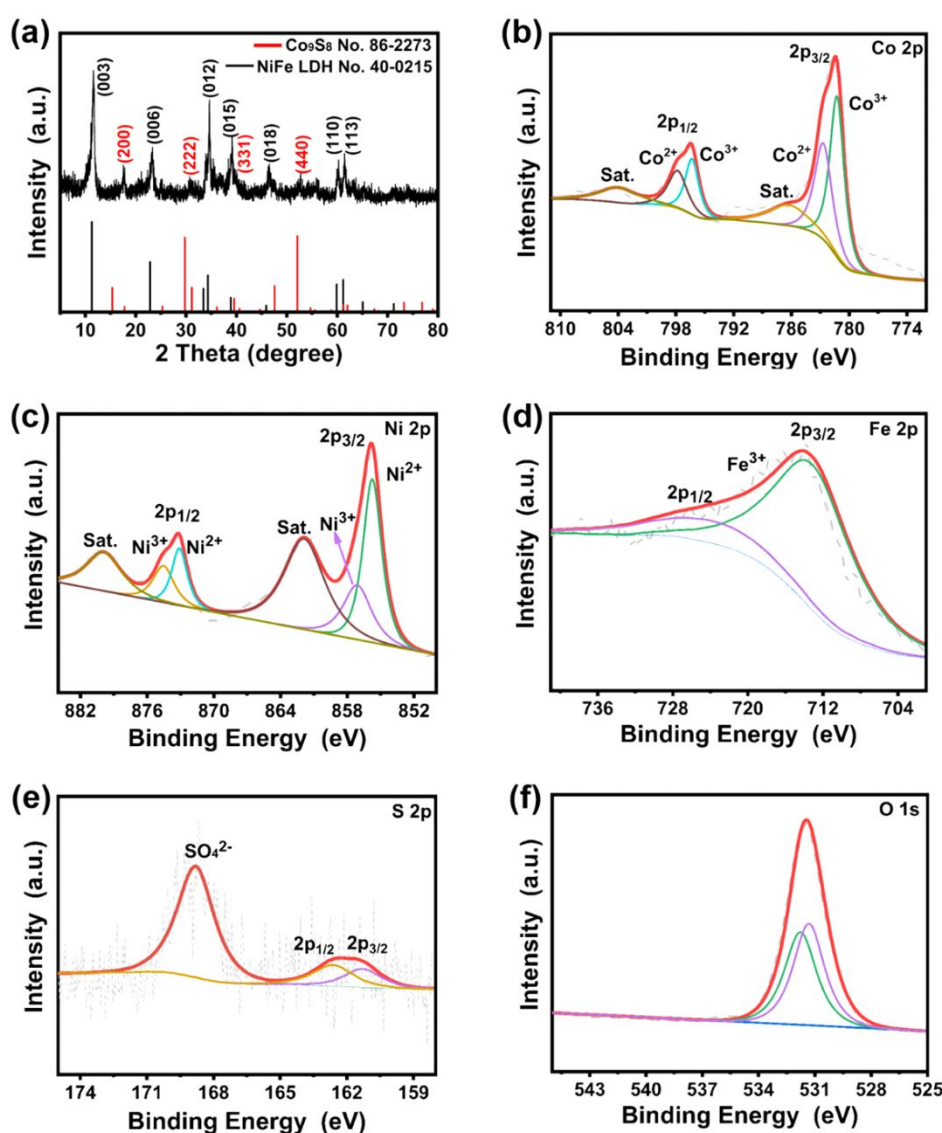 (a)
Co₉S₈ No. 86-2273
NiFe LDH No. 40-0215
(003)
(200)
(006)
(222)
(012)
(015)
(331)
(018)
(440)
(110)
(113)
Intensity (a.u.)
10 20 30 40 50 60 70 80
2 Theta (degree)
(b)
Co 2p
2p3/2
Co³⁺
2p1/2
Co²⁺
Co³⁺
Co²⁺
Sat.
Sat.
Intensity (a.u.)
810 804 798 792 786 780 774
Binding Energy (eV)
(c)
Ni 2p
2p3/2
Ni²⁺
Ni³⁺
Sat.
2p1/2
Sat.
Ni³⁺
Ni²⁺
Intensity (a.u.)
882 876 870 864 858 852
Binding Energy (eV)
(d)
Fe 2p
2p3/2
Fe³⁺
2p1/2
Intensity (a.u.)
736 728 720 712 704
Binding Energy (eV)
(e)
S 2p
SO₄²⁻
2p1/2
2p3/2
Intensity (a.u.)
174 171 168 165 162 159
Binding Energy (eV)
(f)
O 1s
Intensity (a.u.)
543 540 537 534 531 528 525
Binding Energy (eV)